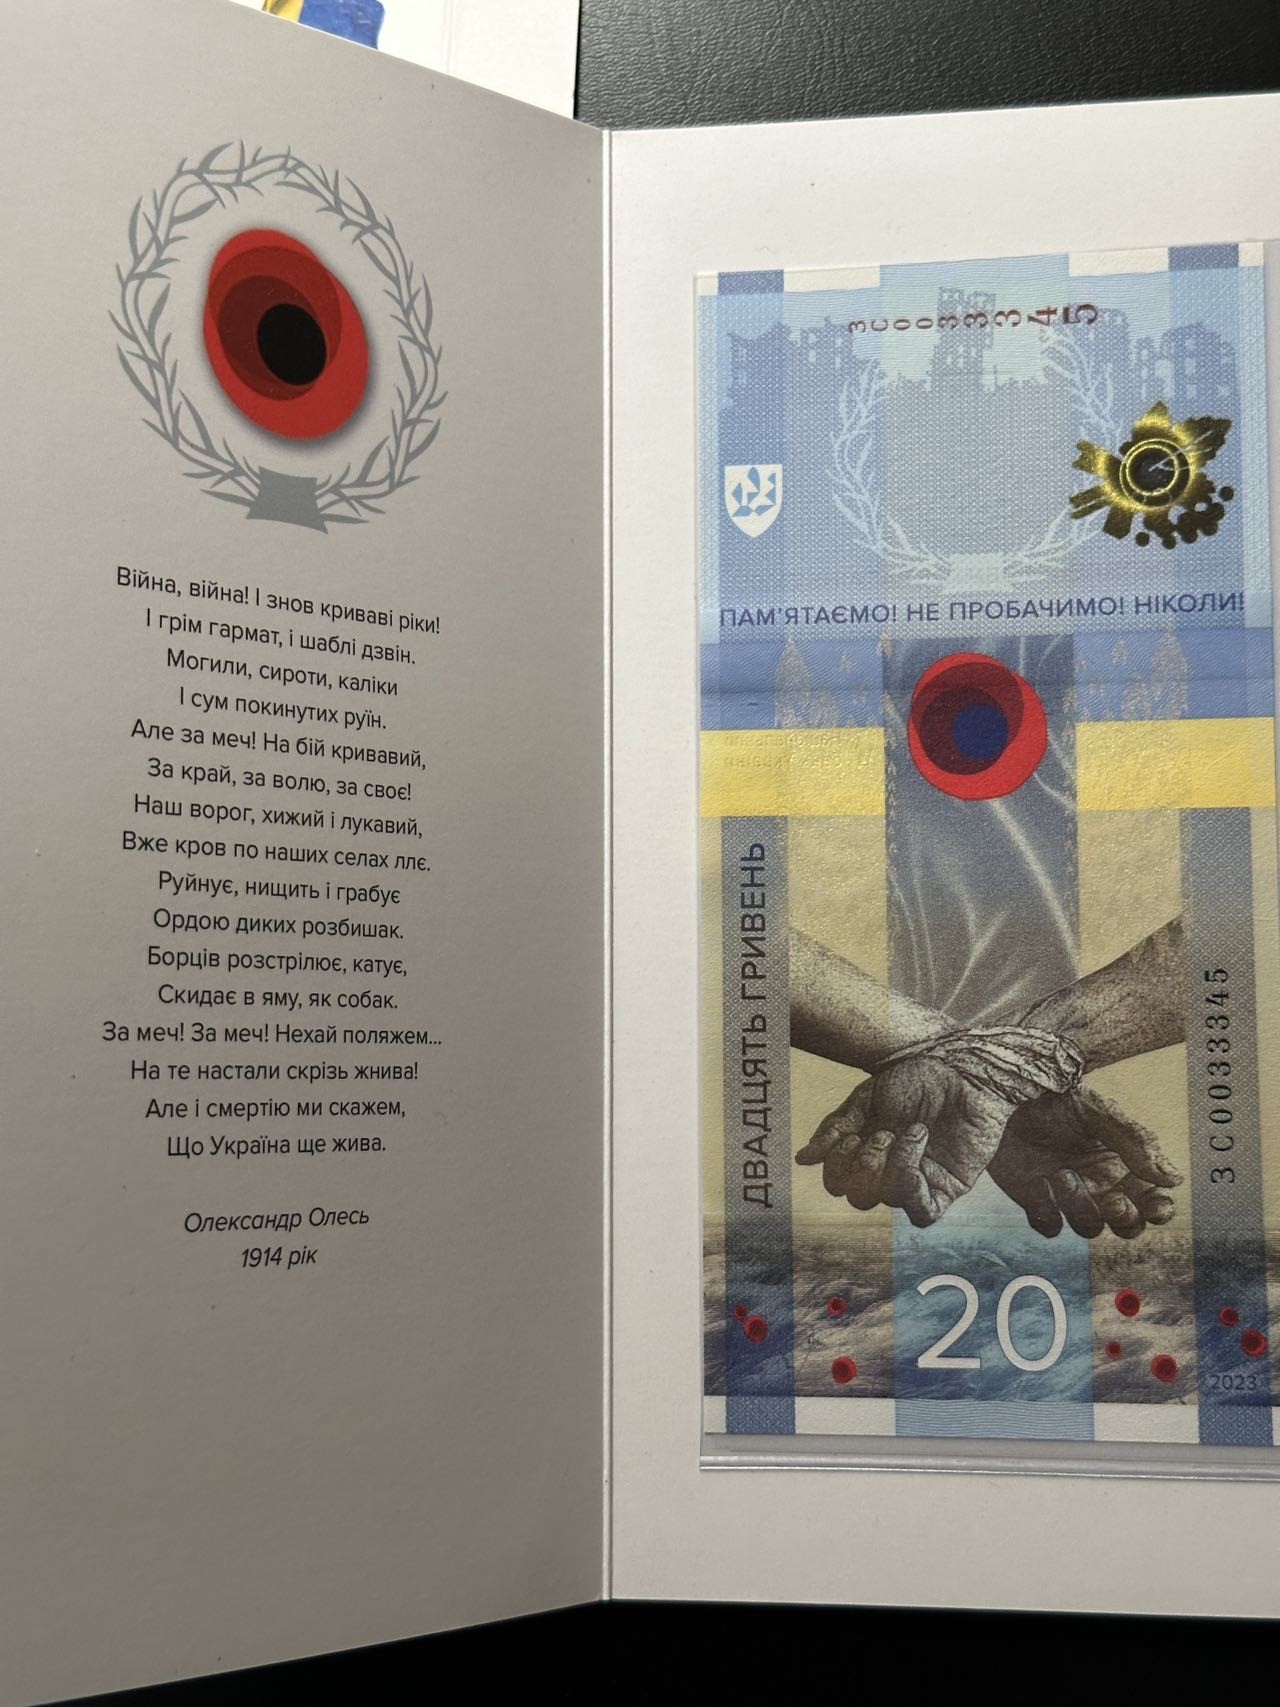 Війна, війна! І знов криваві ріки!
І грім гармат, і шаблі дзвін.
Могили, сироти, каліки
І сум покинутих руїн.
Але за меч! На бій кривавий,
За край, за волю, за своє!
Наш ворог, хижий і лукавий,
Вже кров по наших селах ллє.
Руйнує, нищить і грабує
Ордою диких розбишак.
Борців розстрілює, катує,
Скидає в яму, як собак.
За меч! За меч! Нехай поляжем...
На те настали скрізь жнива!
Але і смертію ми скажем,
Що Україна ще жива.
Олександр Олесь
1914 рік
ЗС0033345
ПАМ'ЯТАЄМО! НЕ ПРОБАЧИМО! НІКОЛИ!
ДВАДЦЯТЬ ГРИВЕНЬ
ЗС0033345
20
2023